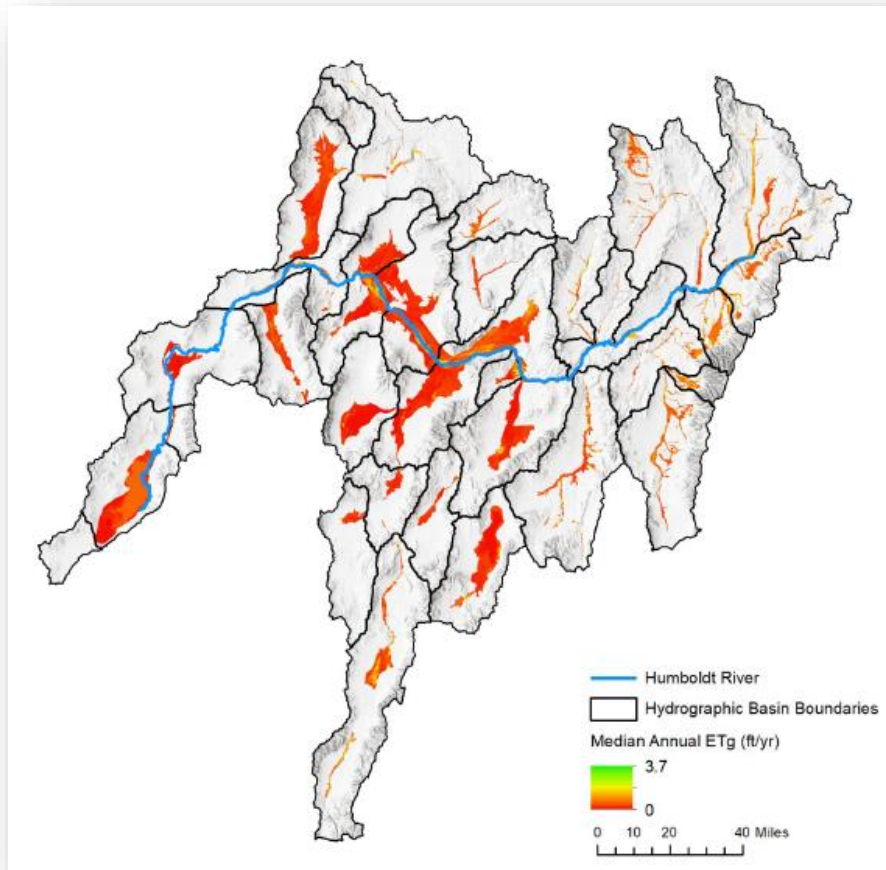 Humboldt River
Hydrographic Basin Boundaries
Median Annual ETg (ft/yr)
3.7
0
0 10 20 40 Miles